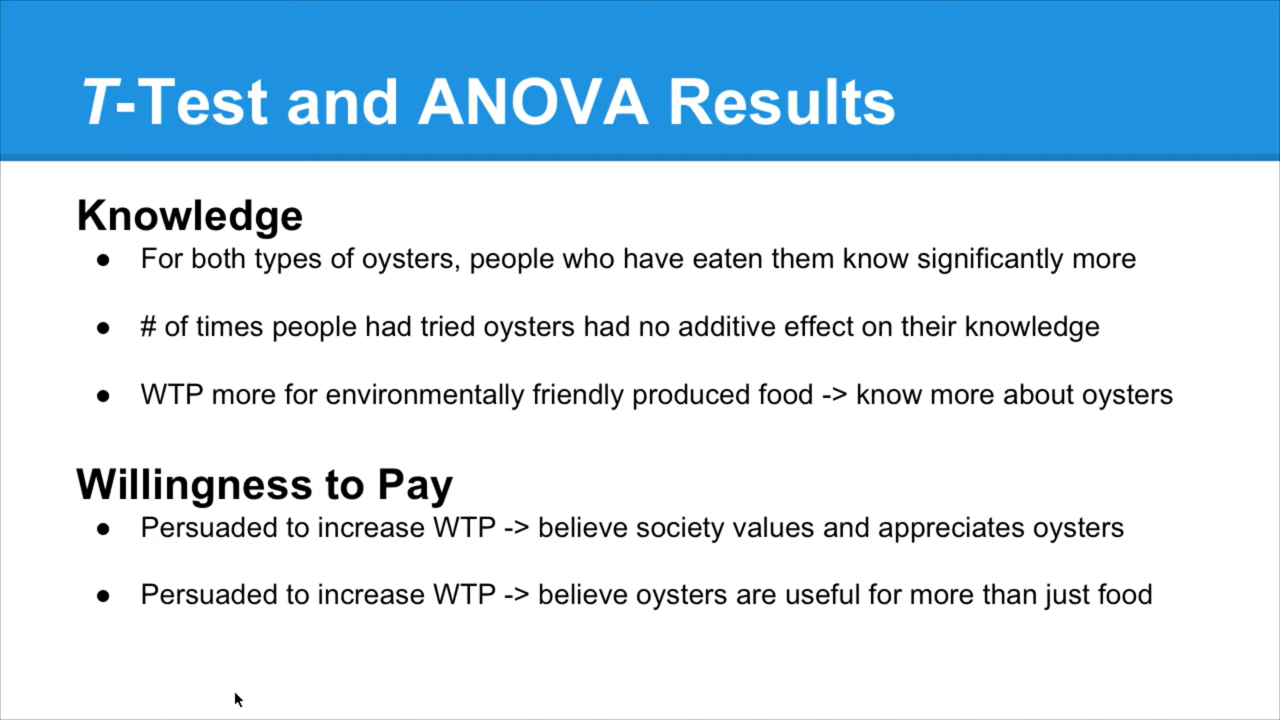 T-Test and ANOVA Results
Knowledge
● For both types of oysters, people who have eaten them know significantly more
● # of times people had tried oysters had no additive effect on their knowledge
● WTP more for environmentally friendly produced food -> know more about oysters
Willingness to Pay
● Persuaded to increase WTP -> believe society values and appreciates oysters
● Persuaded to increase WTP -> believe oysters are useful for more than just food